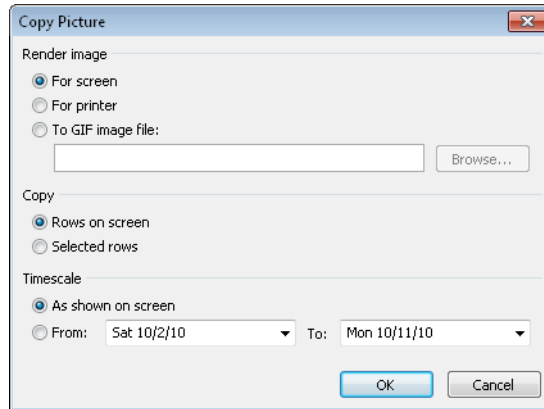 Copy Picture
Render image
For screen
For printer
To GIF image file:
Browse...
Copy
Rows on screen
Selected rows
Timescale
As shown on screen
From: Sat 10/2/10 To: Mon 10/11/10
OK Cancel